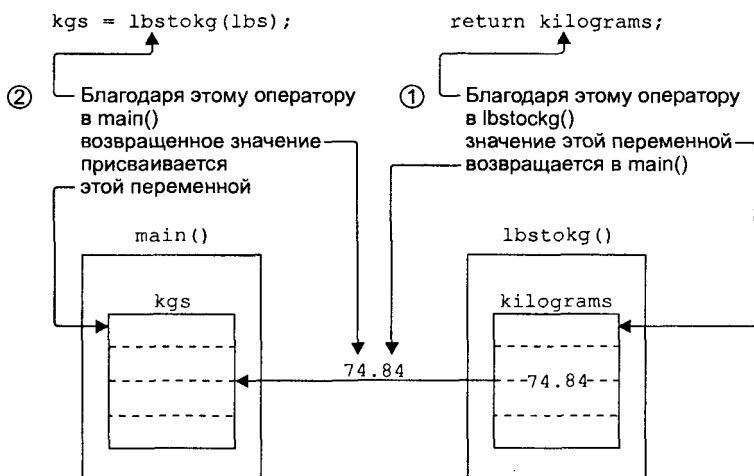 kgs = lbstokg(lbs);
return kilograms;
② Благодаря этому оператору
в main()
возвращенное значение
присваивается
этой переменной
① Благодаря этому оператору
в lbstockg()
значение этой переменной
возвращается в main()
main()
lbstokg()
kgs
kilograms
74.84
74.84